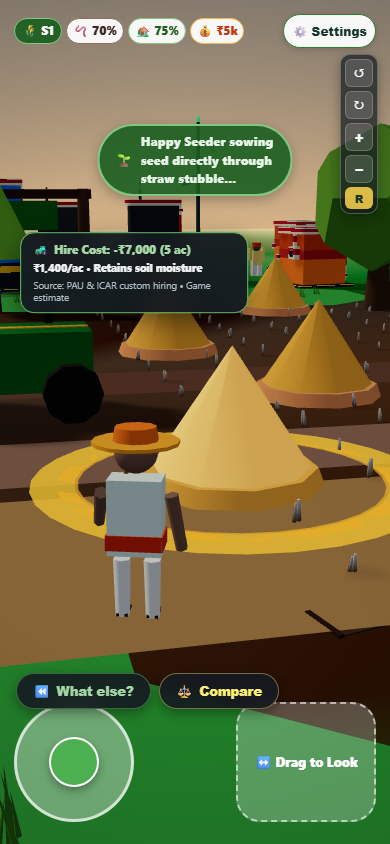 S1
70%
75%
₹5k
Settings
↺
↻
+
−
R
Happy Seeder sowing
seed directly through
straw stubble...
Hire Cost: -₹7,000 (5 ac)
₹1,400/ac • Retains soil moisture
Source: PAU & ICAR custom hiring • Game
estimate
What else?
Compare
Drag to Look